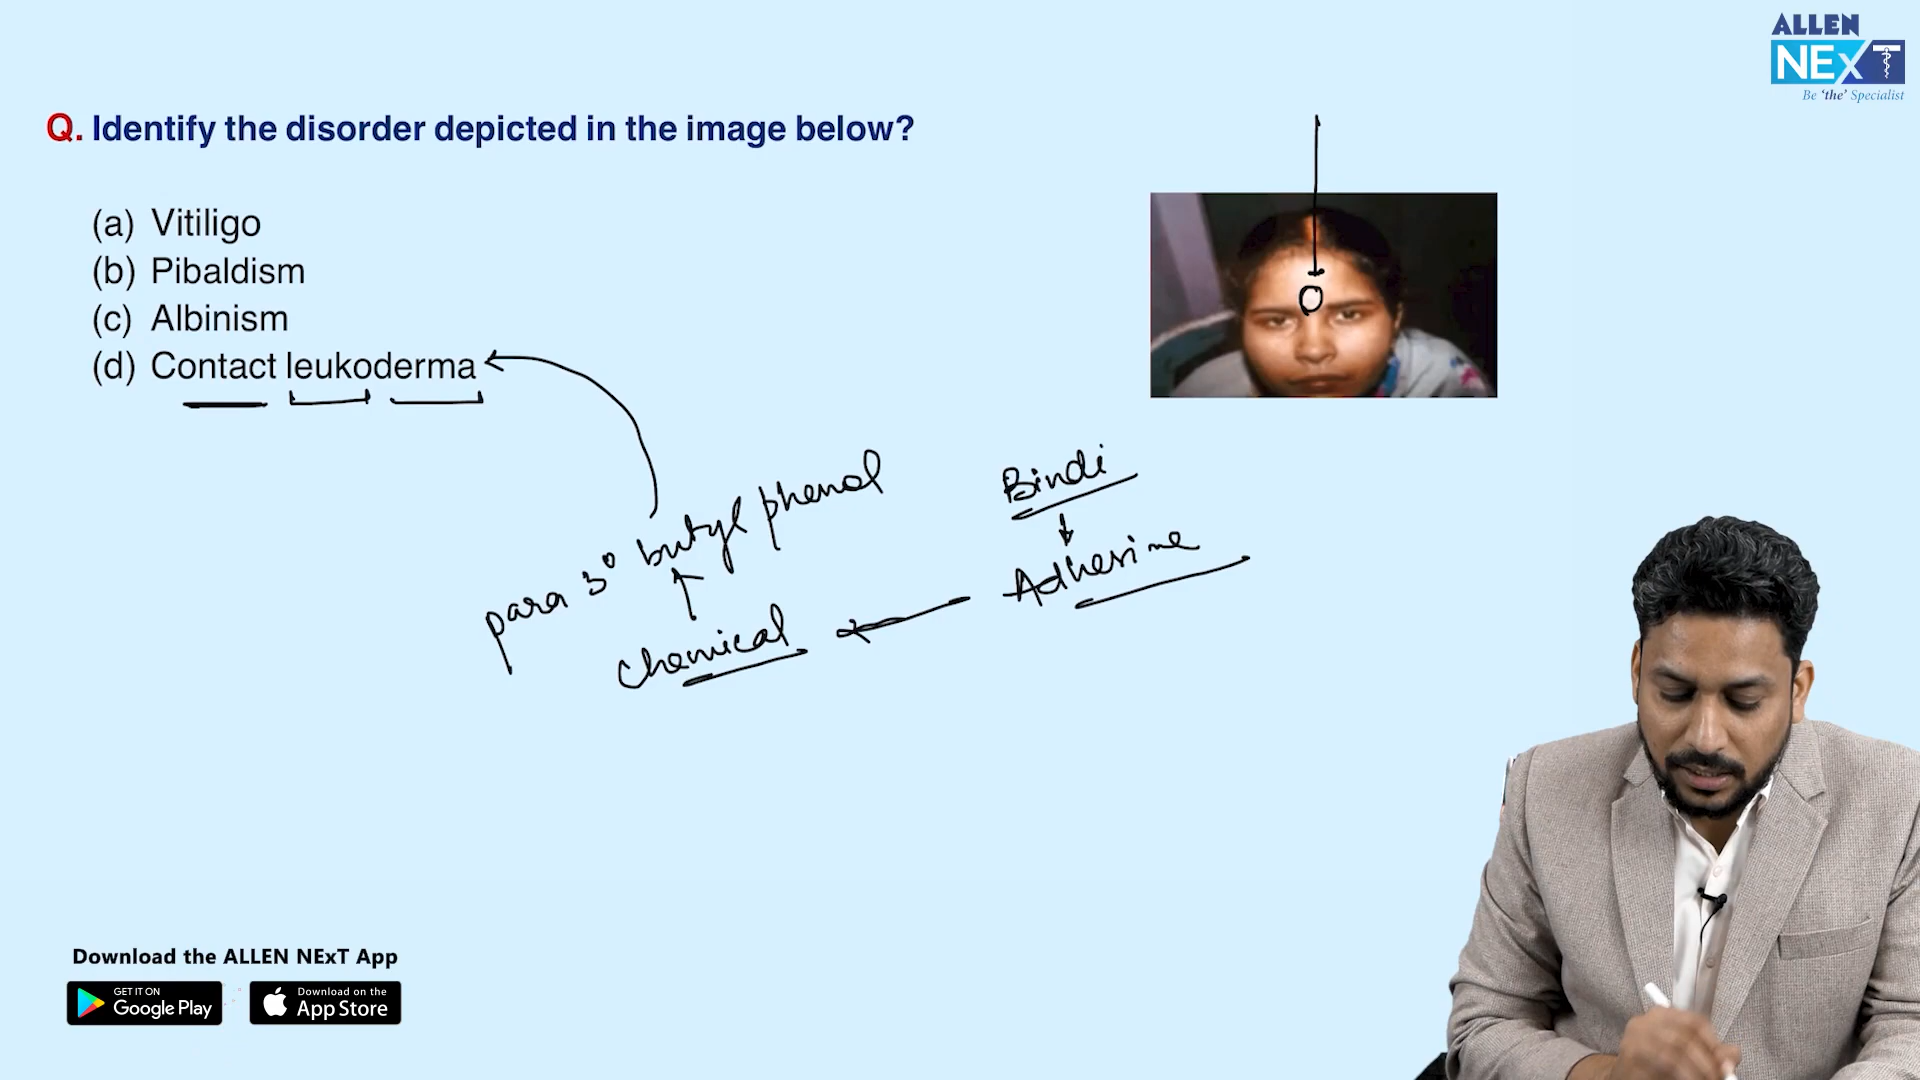 ALLEN
NExT
Be 'the' Specialist
Q. Identify the disorder depicted in the image below?
(a) Vitiligo
(b) Pibaldism
(c) Albinism
(d) Contact leukoderma
Bindi
Adhesive
chemical
para 3° butyl phenol
Download the ALLEN NExT App
GET IT ON
Google Play
Download on the
App Store